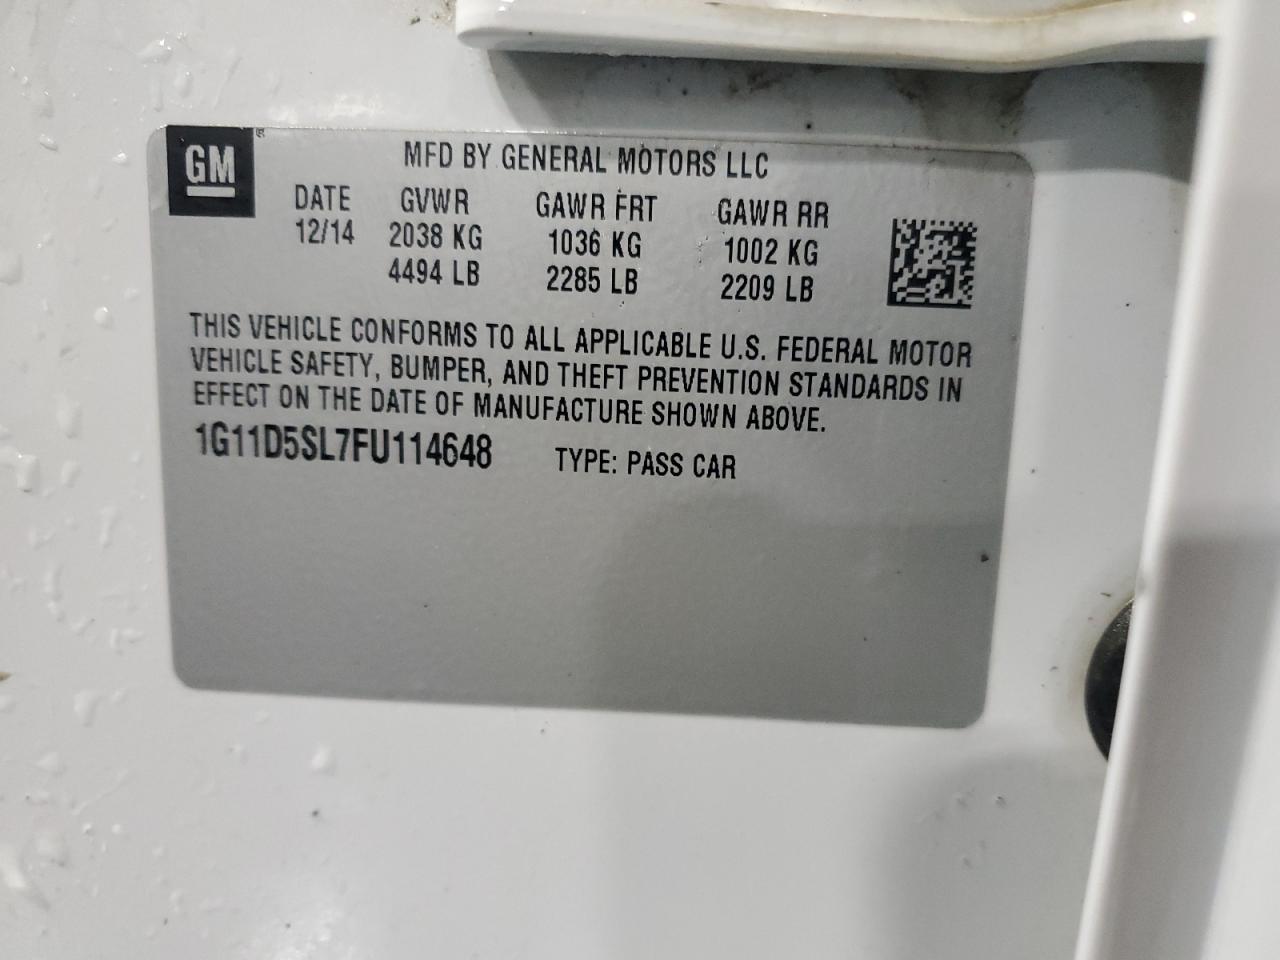 GM
MFD BY GENERAL MOTORS LLC
DATE GVWR GAWR FRT GAWR RR
12/14 2038 KG 1036 KG 1002 KG
4494 LB 2285 LB 2209 LB
THIS VEHICLE CONFORMS TO ALL APPLICABLE U.S. FEDERAL MOTOR
VEHICLE SAFETY, BUMPER, AND THEFT PREVENTION STANDARDS IN
EFFECT ON THE DATE OF MANUFACTURE SHOWN ABOVE.
1G11D5SL7FU114648 TYPE: PASS CAR